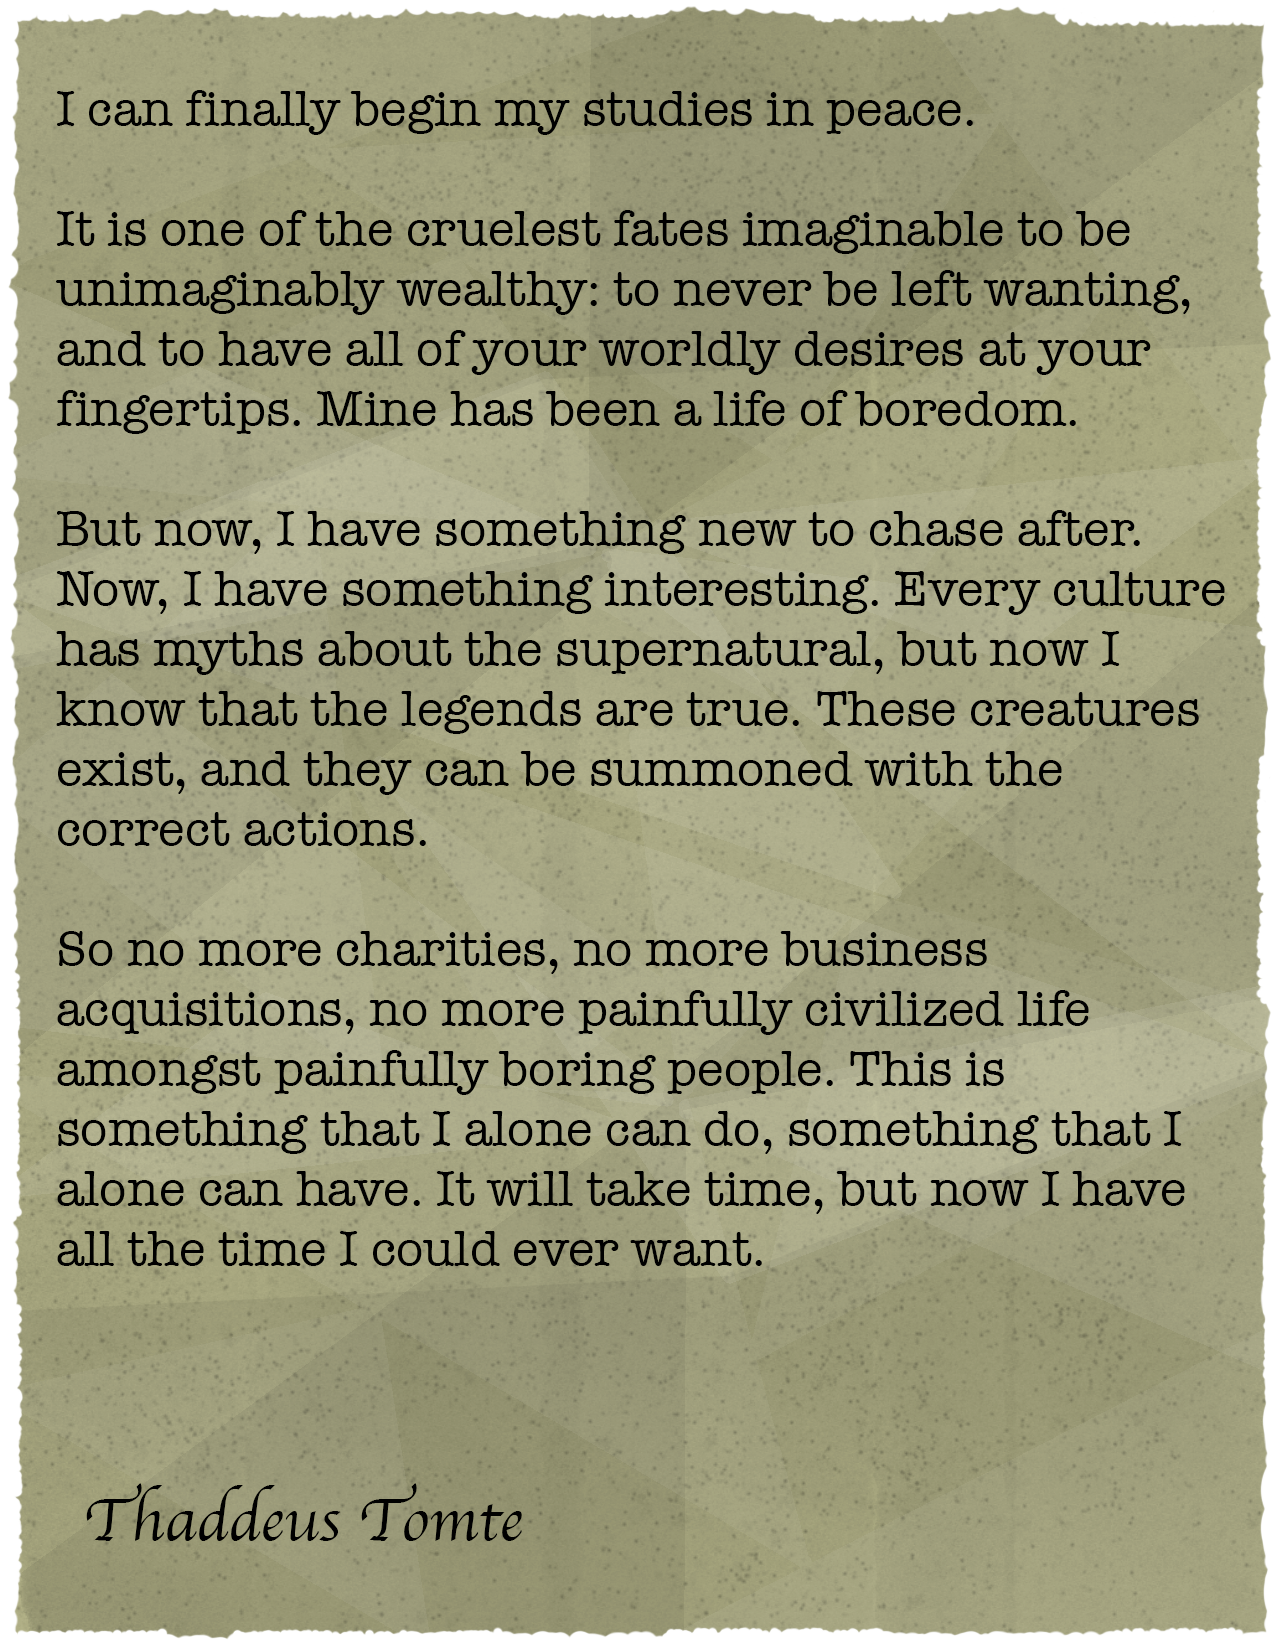 I can finally begin my studies in peace.
It is one of the cruelest fates imaginable to be
unimaginably wealthy: to never be left wanting,
and to have all of your worldly desires at your
fingertips. Mine has been a life of boredom.
But now, I have something new to chase after.
Now, I have something interesting. Every culture
has myths about the supernatural, but now I
know that the legends are true. These creatures
exist, and they can be summoned with the
correct actions.
So no more charities, no more business
acquisitions, no more painfully civilized life
amongst painfully boring people. This is
something that I alone can do, something that I
alone can have. It will take time, but now I have
all the time I could ever want.
Thaddeus Tomte